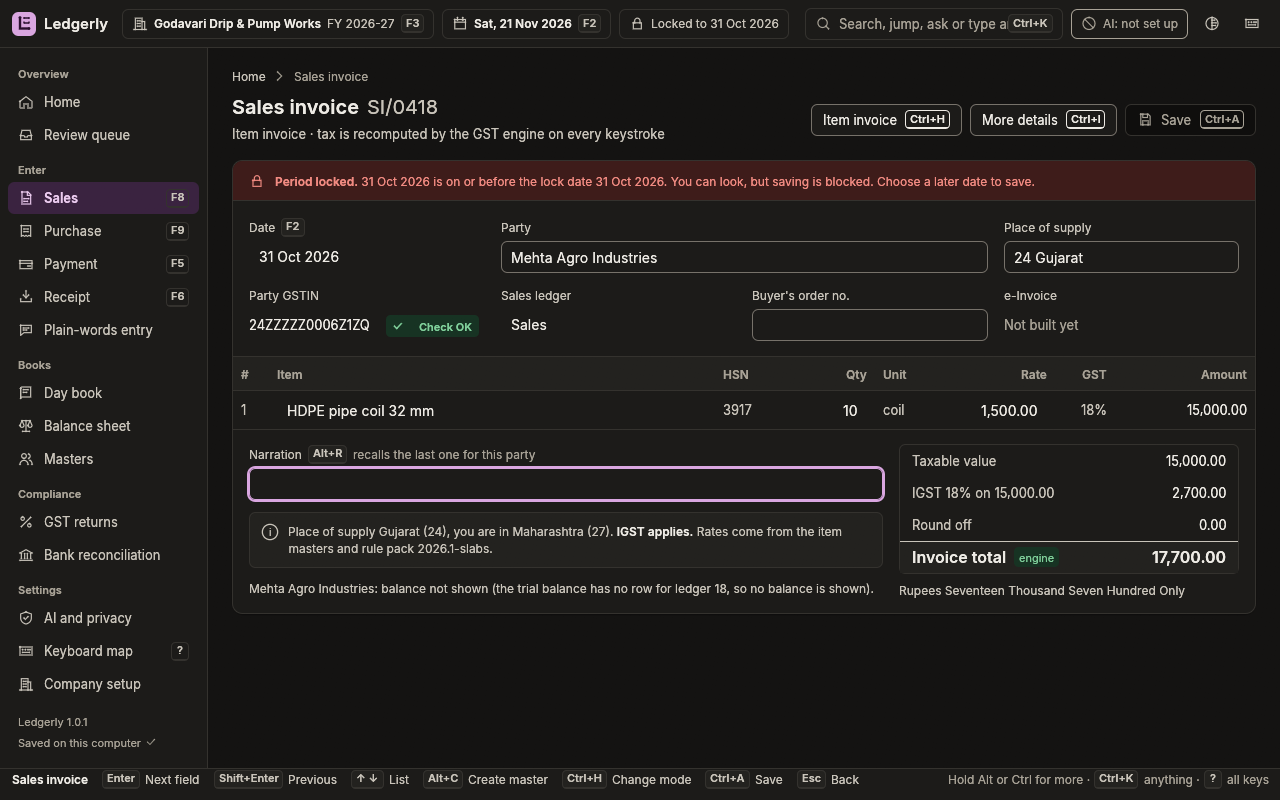 Ledgerly
Godavari Drip & Pump Works FY 2026-27 F3
Sat, 21 Nov 2026 F2
Locked to 31 Oct 2026
Search, jump, ask or type a Ctrl+K
AI: not set up
Overview
Home
Review queue
Enter
Sales F8
Purchase F9
Payment F5
Receipt F6
Plain-words entry
Books
Day book
Balance sheet
Masters
Compliance
GST returns
Bank reconciliation
Settings
AI and privacy
Keyboard map ?
Company setup
Ledgerly 1.0.1
Saved on this computer
Home Sales invoice
Sales invoice SI/0418
Item invoice · tax is recomputed by the GST engine on every keystroke
Item invoice Ctrl+H
More details Ctrl+I
Save Ctrl+A
Period locked. 31 Oct 2026 is on or before the lock date 31 Oct 2026. You can look, but saving is blocked. Choose a later date to save.
Date F2 Party Place of supply
31 Oct 2026 Mehta Agro Industries 24 Gujarat
Party GSTIN Sales ledger Buyer's order no. e-Invoice
24ZZZZZ0006Z1ZQ Check OK Sales Not built yet
# Item HSN Qty Unit Rate GST Amount
1 HDPE pipe coil 32 mm 3917 10 coil 1,500.00 18% 15,000.00
Narration Alt+R recalls the last one for this party
Place of supply Gujarat (24), you are in Maharashtra (27). IGST applies. Rates come from the item
masters and rule pack 2026.1-slabs.
Mehta Agro Industries: balance not shown (the trial balance has no row for ledger 18, so no balance is shown).
Taxable value 15,000.00
IGST 18% on 15,000.00 2,700.00
Round off 0.00
Invoice total engine 17,700.00
Rupees Seventeen Thousand Seven Hundred Only
Sales invoice Enter Next field Shift+Enter Previous ↑ ↓ List Alt+C Create master Ctrl+H Change mode Ctrl+A Save Esc Back Hold Alt or Ctrl for more · Ctrl+K anything · ? all keys